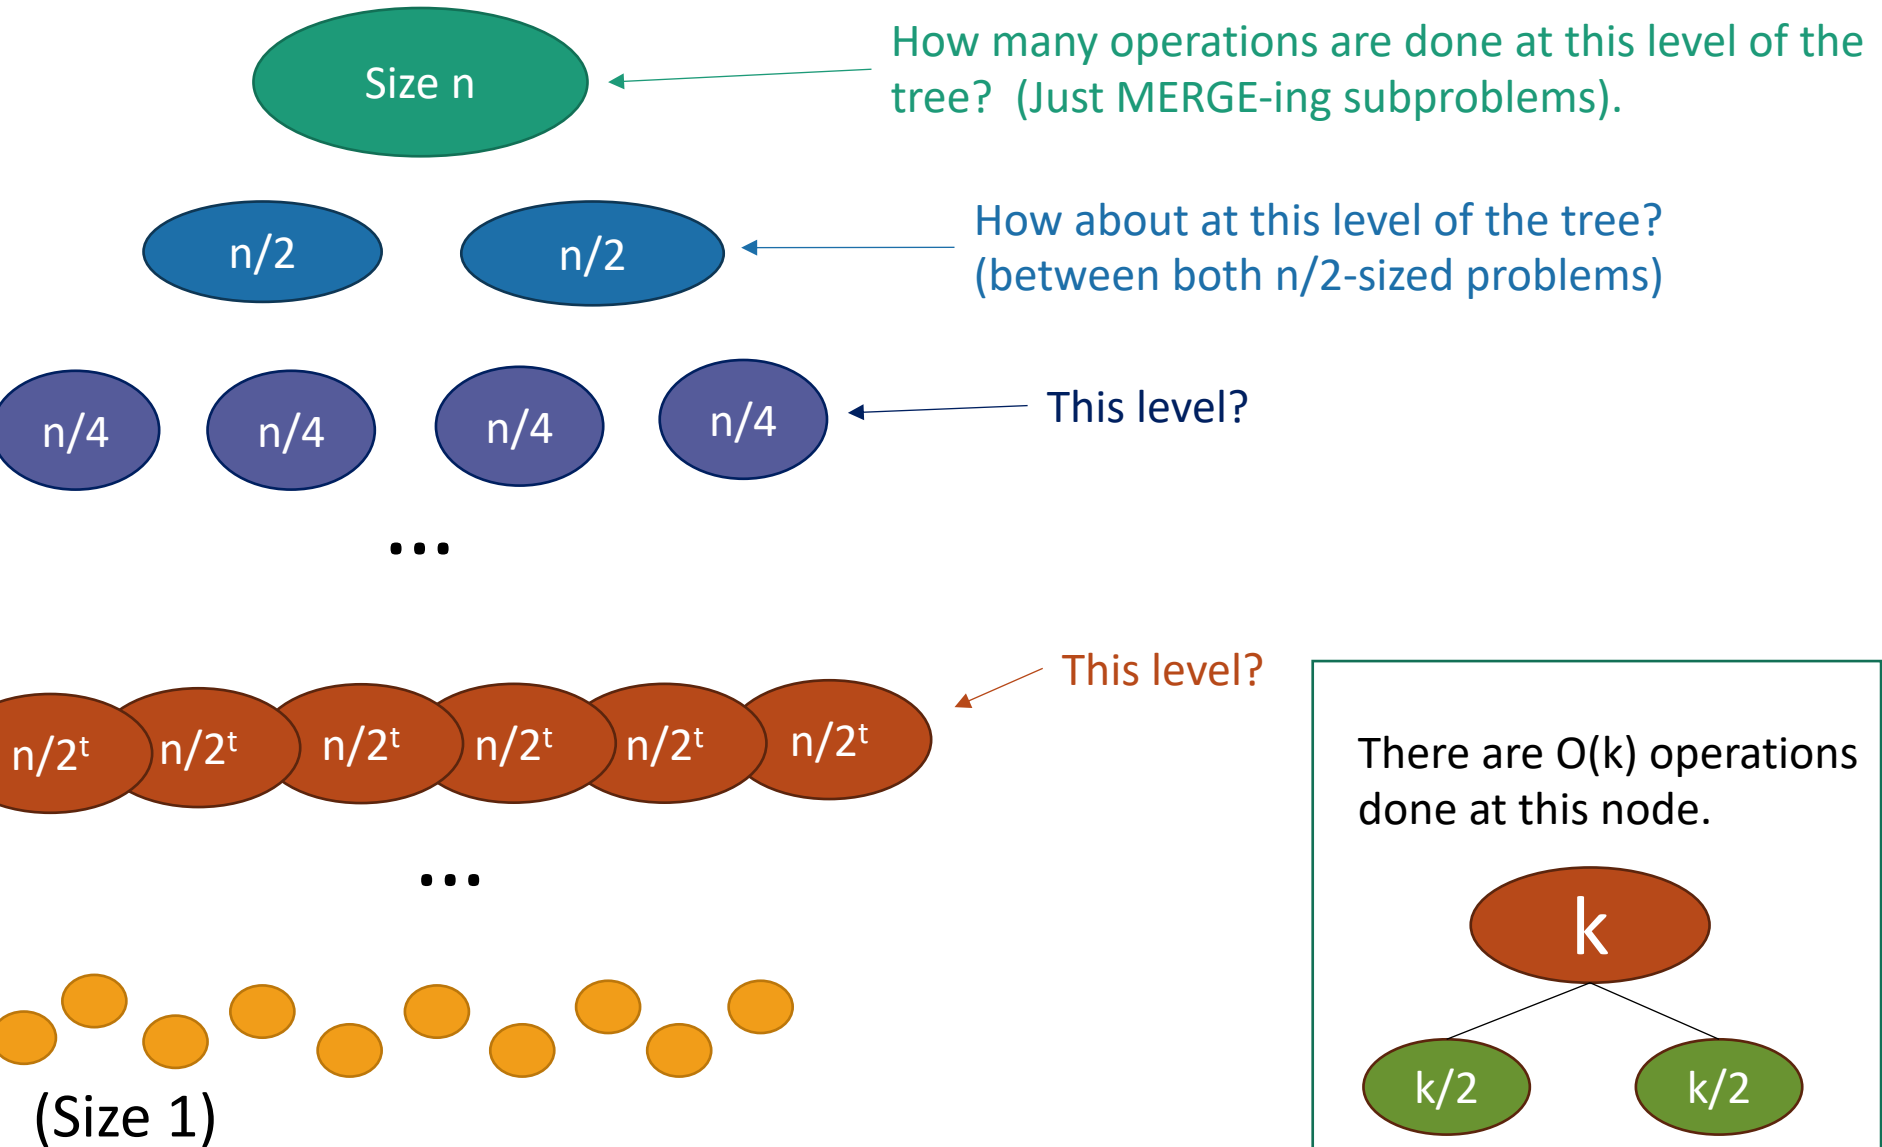 Size n
How many operations are done at this level of the
tree?  (Just MERGE-ing subproblems).
n/2
n/2
How about at this level of the tree?
(between both n/2-sized problems)
n/4
n/4
n/4
n/4
This level?
...
This level?
n/2ᵗ
n/2ᵗ
n/2ᵗ
n/2ᵗ
n/2ᵗ
n/2ᵗ
...
(Size 1)
There are O(k) operations
done at this node.
k
k/2
k/2